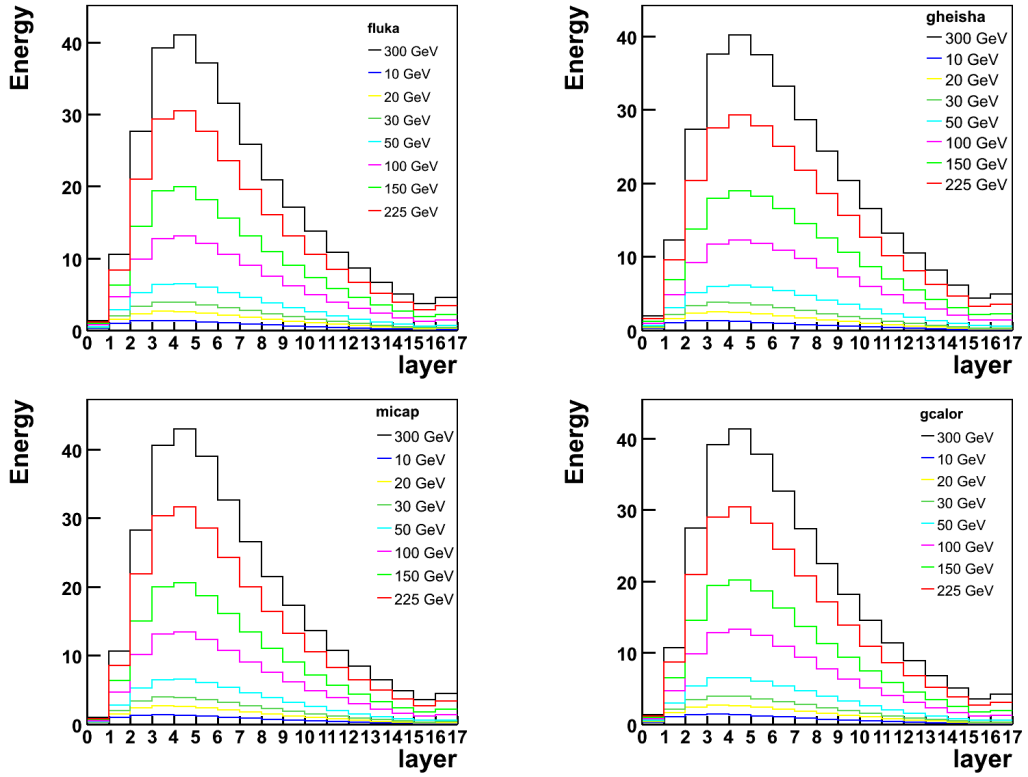 Energy
fluka
300 GeV
10 GeV
20 GeV
30 GeV
50 GeV
100 GeV
150 GeV
225 GeV
40
30
20
10
0
0 1 2 3 4 5 6 7 8 9 10 11 12 13 14 15 16 17
layer
Energy
gheisha
300 GeV
10 GeV
20 GeV
30 GeV
50 GeV
100 GeV
150 GeV
225 GeV
40
30
20
10
0
0 1 2 3 4 5 6 7 8 9 10 11 12 13 14 15 16 17
layer
Energy
micap
300 GeV
10 GeV
20 GeV
30 GeV
50 GeV
100 GeV
150 GeV
225 GeV
40
30
20
10
0
0 1 2 3 4 5 6 7 8 9 10 11 12 13 14 15 16 17
layer
Energy
gcalor
300 GeV
10 GeV
20 GeV
30 GeV
50 GeV
100 GeV
150 GeV
225 GeV
40
30
20
10
0
0 1 2 3 4 5 6 7 8 9 10 11 12 13 14 15 16 17
layer